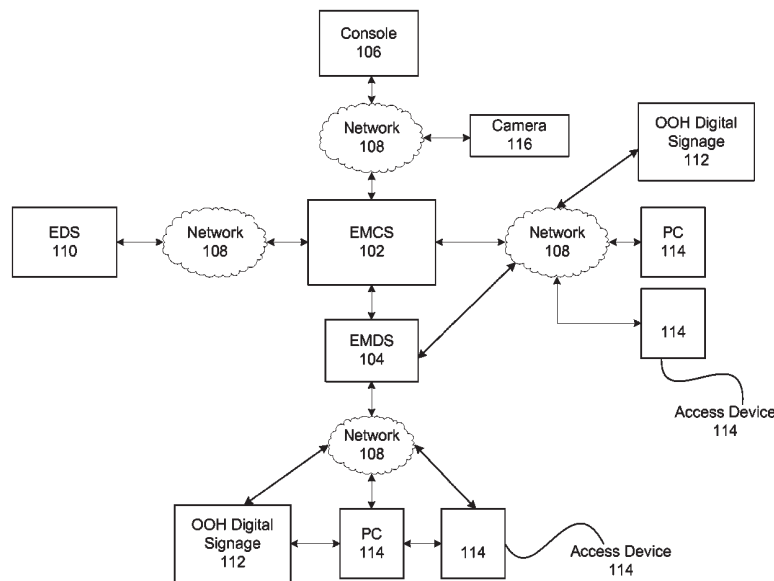 Console
106
Network
108
Camera
116
OOH Digital
Signage
112
EDS
110
Network
108
EMCS
102
Network
108
PC
114
114
EMDS
104
Access Device
114
Network
108
OOH Digital
Signage
112
PC
114
114
Access Device
114